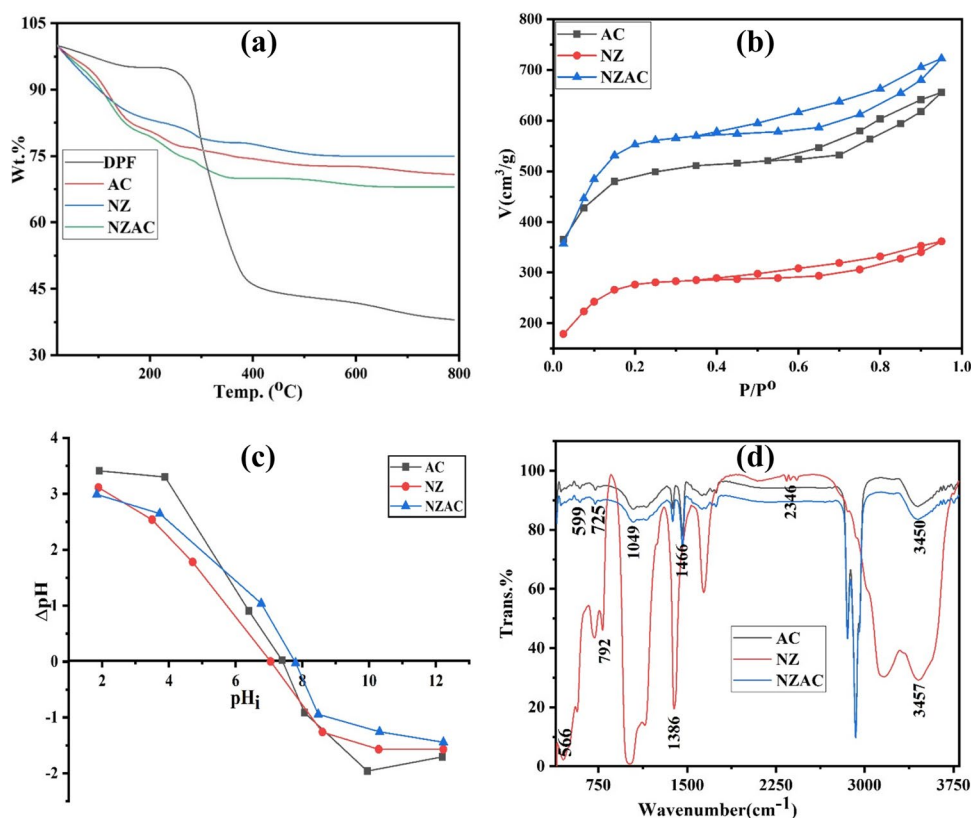 (a)
105
90
75
60
45
30
Wt.%
DPF
AC
NZ
NZAC
200
400
600
800
Temp. (⁰C)
(b)
800
700
600
500
400
300
200
V(cm³/g)
AC
NZ
NZAC
0.0
0.2
0.4
0.6
0.8
1.0
P/P⁰
(c)
4
3
2
1
0
-1
-2
ΔpH
AC
NZ
NZAC
2
4
6
8
10
12
pHᵢ
(d)
100
80
60
40
20
0
Trans.%
566
599
725
792
1049
1386
1466
2346
3450
3457
AC
NZ
NZAC
750
1500
2250
3000
3750
Wavenumber(cm⁻¹)